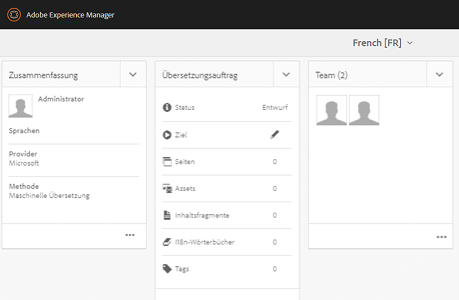 Adobe Experience Manager
French [FR]
Zusammenfassung
Administrator
Sprachen
Provider
Microsoft
Methode
Maschinelle Übersetzung
Übersetzungsauftrag
Status Entwurf
Ziel
Seiten 0
Assets 0
Inhaltsfragmente 0
I18n-Wörterbücher 0
Tags 0
Team (2)